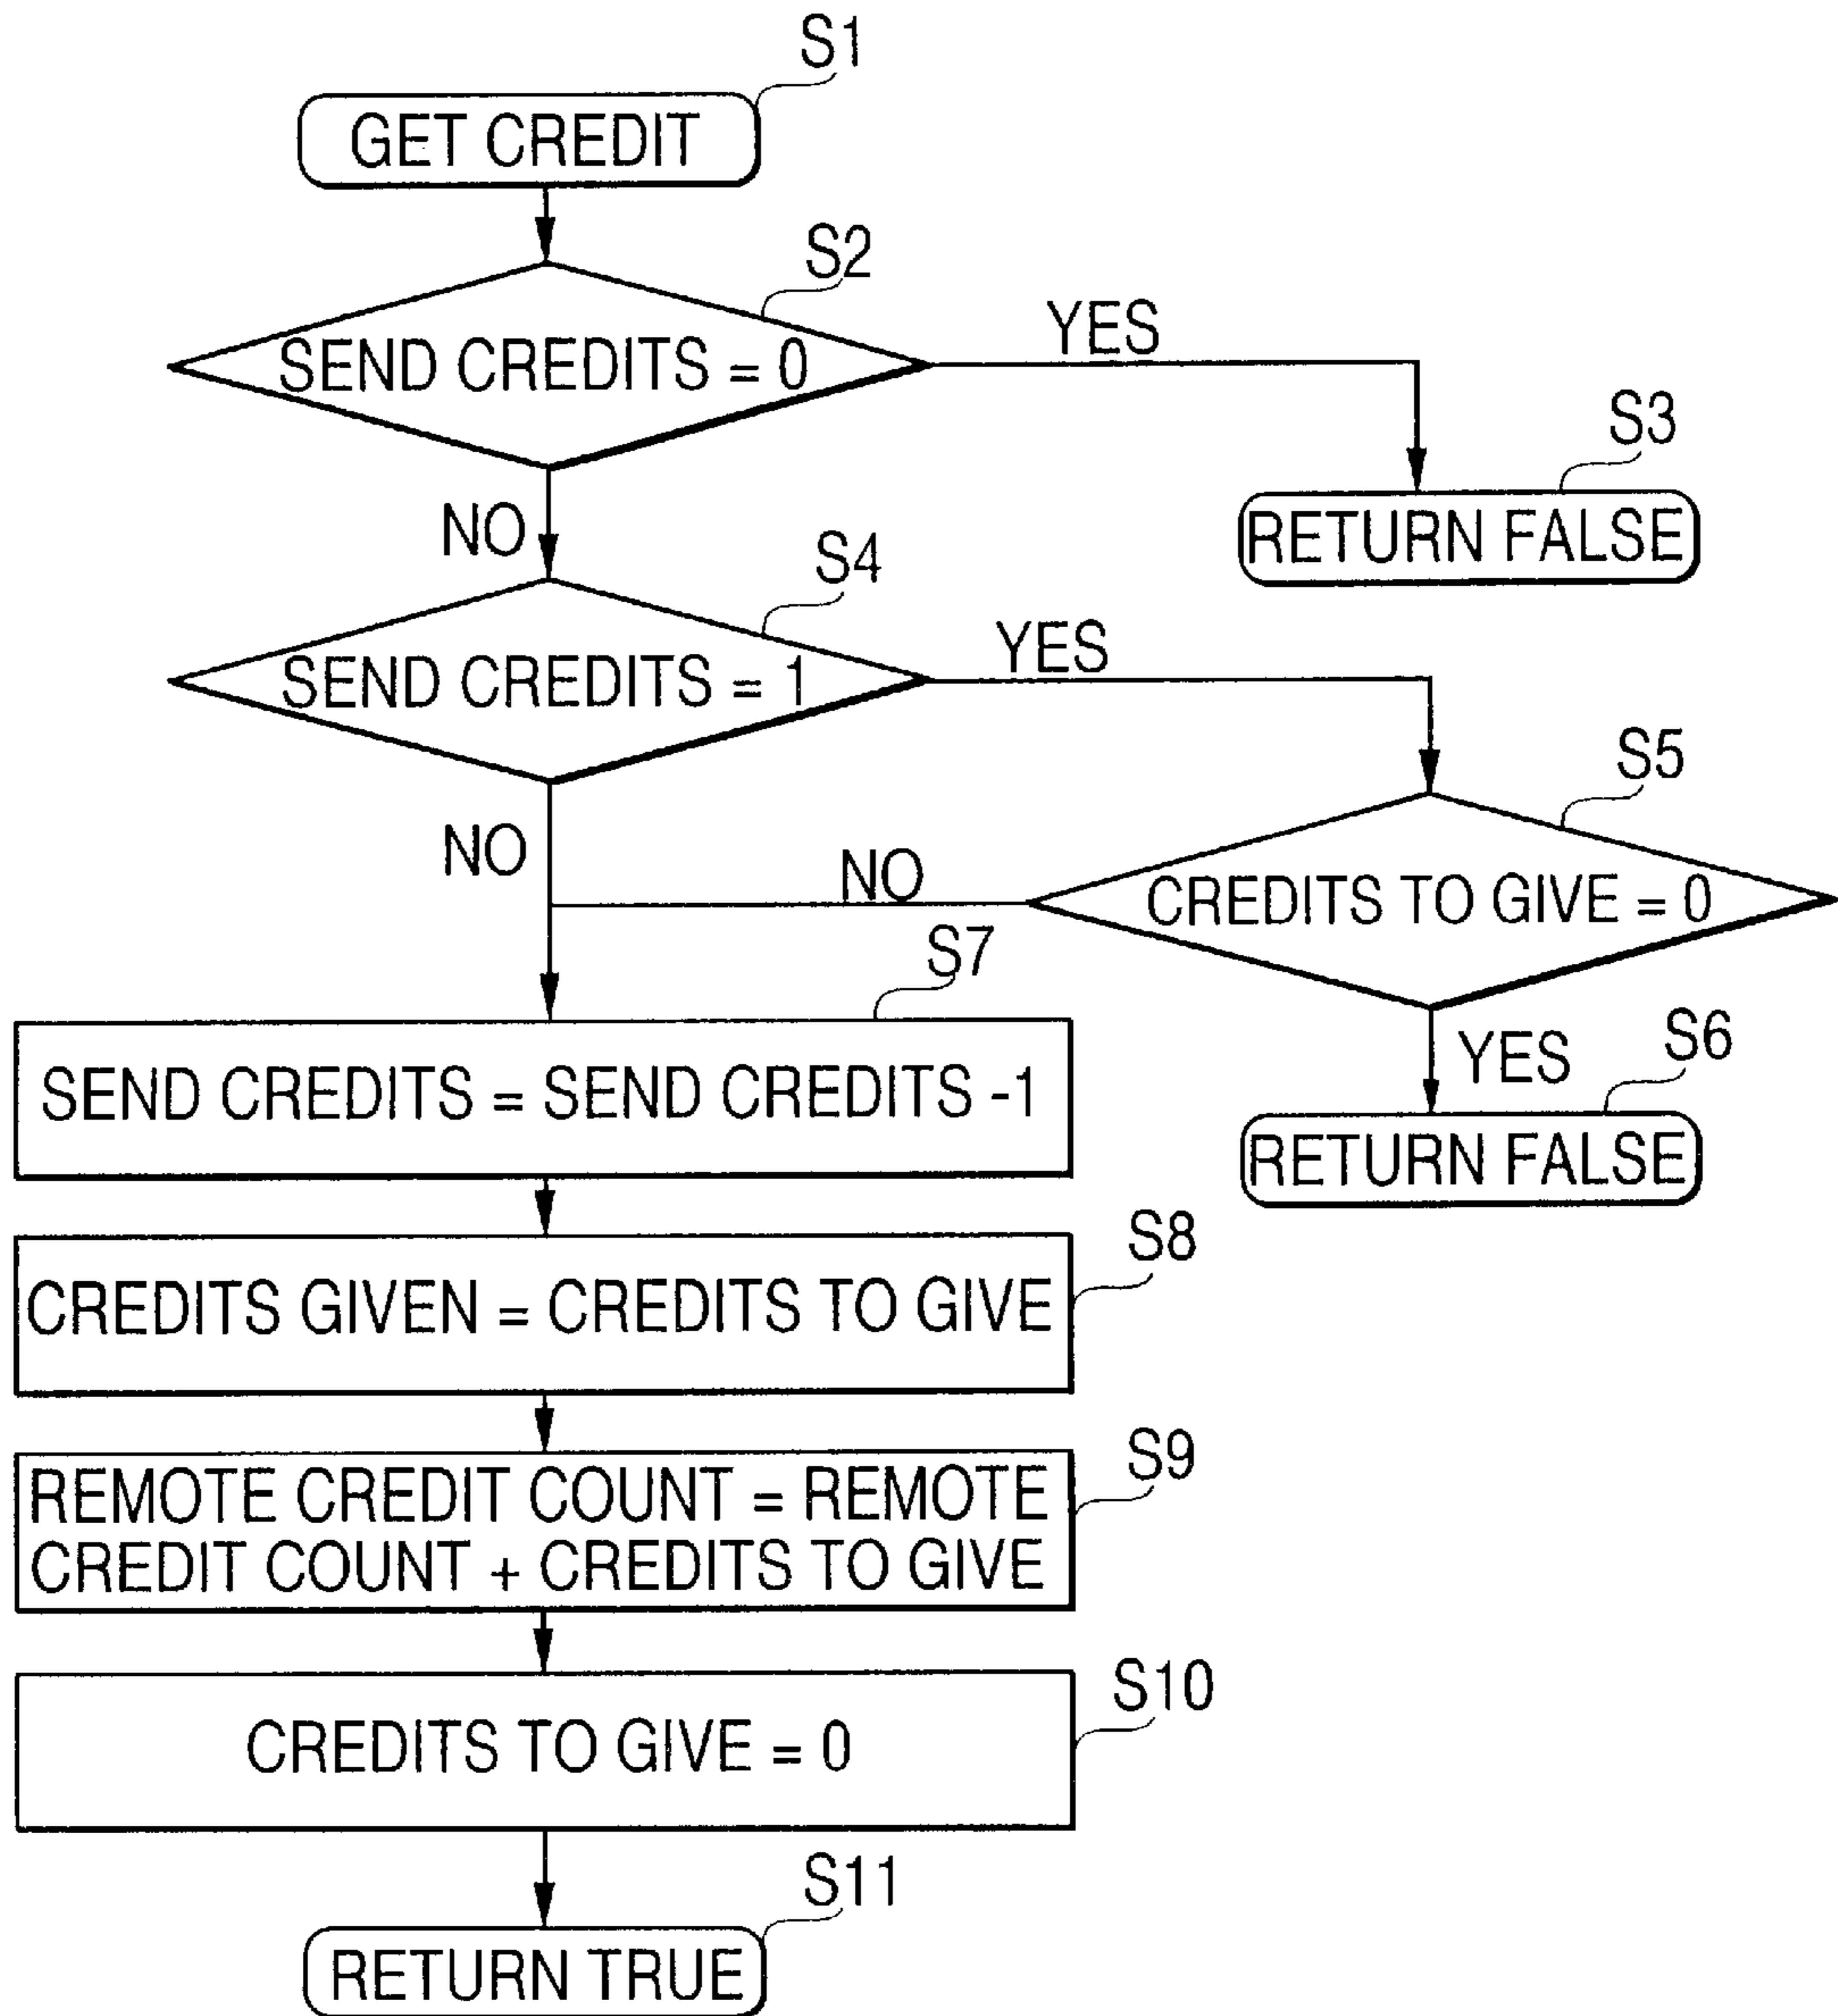 S1
GET CREDIT
S2
SEND CREDITS = 0
YES
S3
RETURN FALSE
NO
S4
SEND CREDITS = 1
YES
S5
CREDITS TO GIVE = 0
NO
NO
S7
YES
S6
RETURN FALSE
SEND CREDITS = SEND CREDITS -1
S8
CREDITS GIVEN = CREDITS TO GIVE
S9
REMOTE CREDIT COUNT = REMOTE
CREDIT COUNT + CREDITS TO GIVE
S10
CREDITS TO GIVE = 0
S11
RETURN TRUE